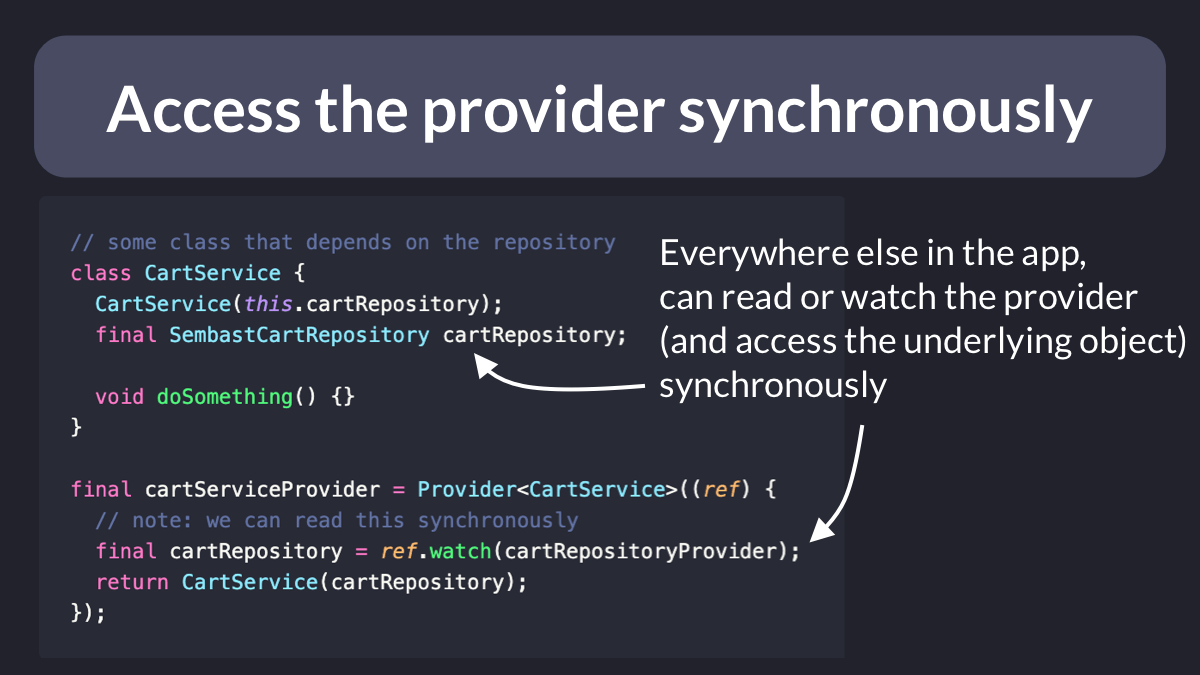 Access the provider synchronously
// some class that depends on the repository
class CartService {
  CartService(this.cartRepository);
  final SembastCartRepository cartRepository;
  void doSomething() {}
}
final cartServiceProvider = Provider<CartService>((ref) {
  // note: we can read this synchronously
  final cartRepository = ref.watch(cartRepositoryProvider);
  return CartService(cartRepository);
});
Everywhere else in the app,
can read or watch the provider
(and access the underlying object)
synchronously